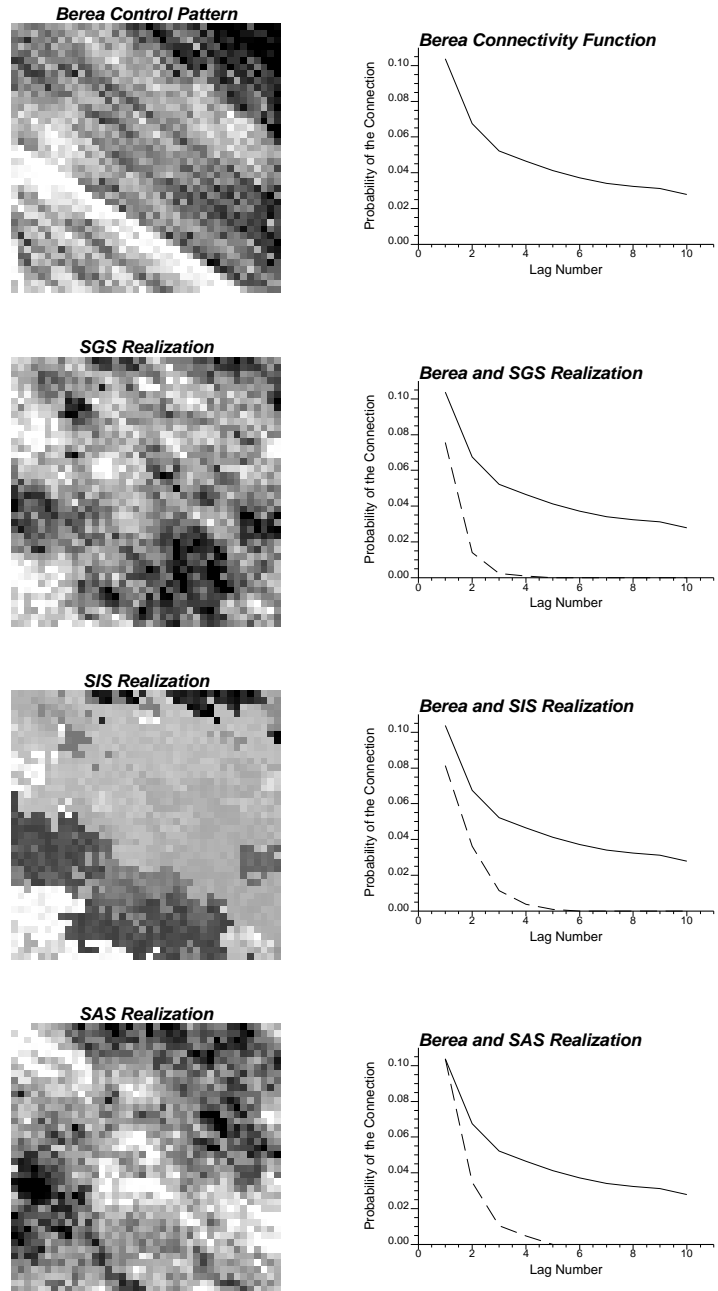 Berea Control Pattern
Berea Connectivity Function
Probability of the Connection
0.10
0.08
0.06
0.04
0.02
0.00
0 2 4 6 8 10
Lag Number
SGS Realization
Berea and SGS Realization
Probability of the Connection
0.10
0.08
0.06
0.04
0.02
0.00
0 2 4 6 8 10
Lag Number
SIS Realization
Berea and SIS Realization
Probability of the Connection
0.10
0.08
0.06
0.04
0.02
0.00
0 2 4 6 8 10
Lag Number
SAS Realization
Berea and SAS Realization
Probability of the Connection
0.10
0.08
0.06
0.04
0.02
0.00
0 2 4 6 8 10
Lag Number